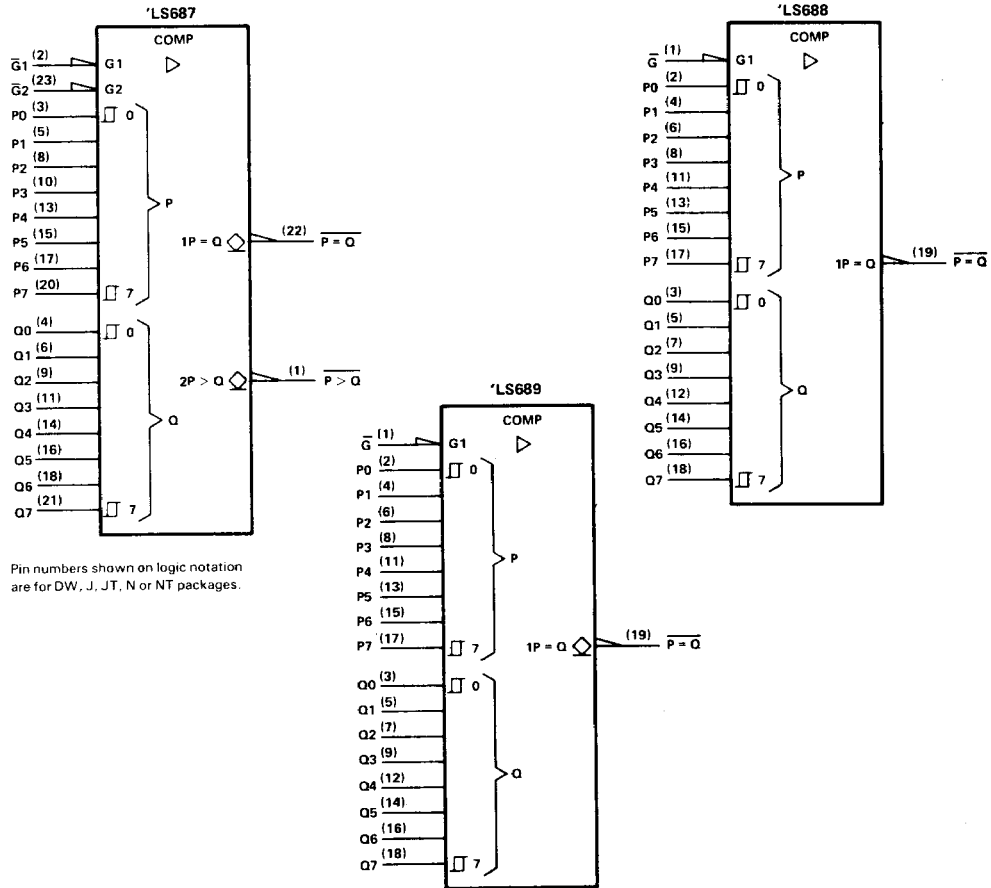 'LS687
COMP
G̅1 (2) G1
G̅2 (23) G2
P0 (3) 0
P1 (5)
P2 (8)
P3 (10)
P4 (13)
P5 (15)
P6 (17)
P7 (20) 7
P
1P = Q (22) P̅ ̅=̅ ̅Q̅
Q0 (4) 0
Q1 (6)
Q2 (9)
Q3 (11)
Q4 (14)
Q5 (16)
Q6 (18)
Q7 (21) 7
Q
2P > Q (1) P̅ ̅>̅ ̅Q̅
Pin numbers shown on logic notation
are for DW, J, JT, N or NT packages.
'LS688
COMP
G̅ (1) G1
P0 (2) 0
P1 (4)
P2 (6)
P3 (8)
P4 (11)
P5 (13)
P6 (15)
P7 (17) 7
P
1P = Q (19) P̅ ̅=̅ ̅Q̅
Q0 (3) 0
Q1 (5)
Q2 (7)
Q3 (9)
Q4 (12)
Q5 (14)
Q6 (16)
Q7 (18) 7
Q
'LS689
COMP
G̅ (1) G1
P0 (2) 0
P1 (4)
P2 (6)
P3 (8)
P4 (11)
P5 (13)
P6 (15)
P7 (17) 7
P
1P = Q (19) P̅ ̅=̅ ̅Q̅
Q0 (3) 0
Q1 (5)
Q2 (7)
Q3 (9)
Q4 (12)
Q5 (14)
Q6 (16)
Q7 (18) 7
Q